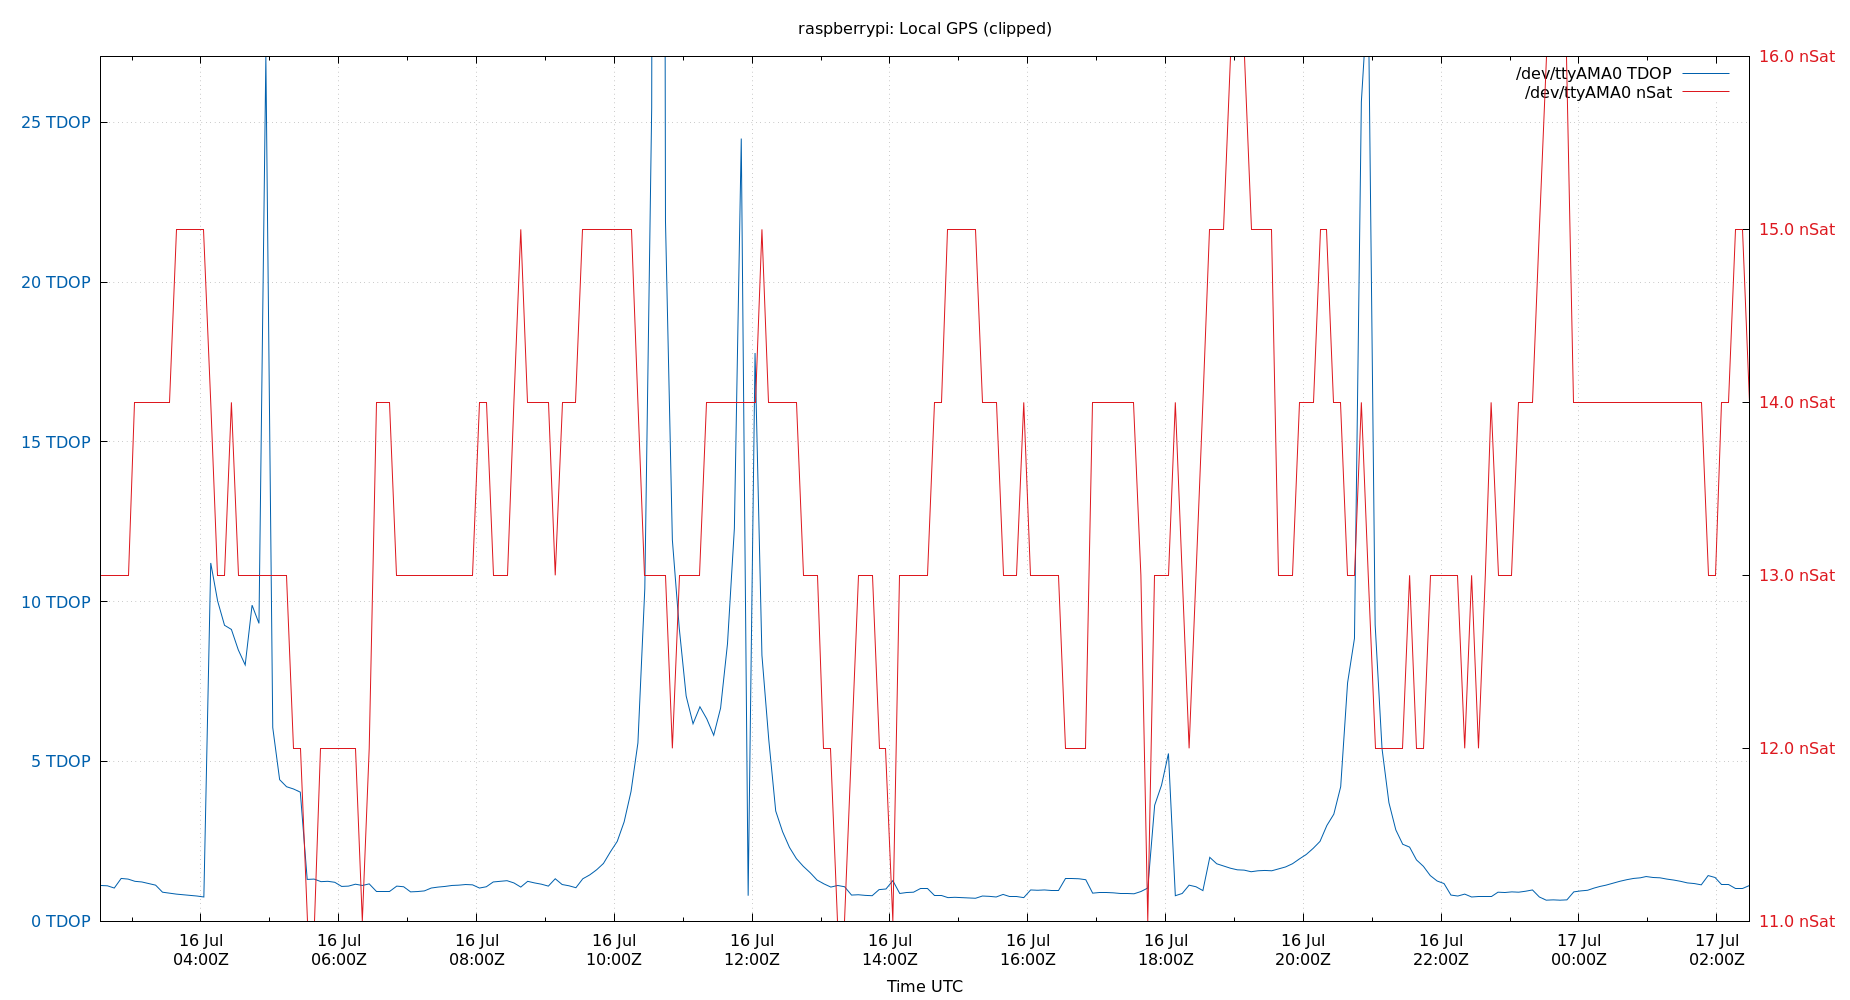 raspberrypi: Local GPS (clipped)
16.0 nSat
/dev/ttyAMA0 TDOP
/dev/ttyAMA0 nSat
25 TDOP
15.0 nSat
20 TDOP
14.0 nSat
15 TDOP
13.0 nSat
10 TDOP
12.0 nSat
5 TDOP
0 TDOP
11.0 nSat
16 Jul 16 Jul 16 Jul 16 Jul 16 Jul 16 Jul 16 Jul 16 Jul 16 Jul 16 Jul 17 Jul 17 Jul
04:00Z 06:00Z 08:00Z 10:00Z 12:00Z 14:00Z 16:00Z 18:00Z 20:00Z 22:00Z 00:00Z 02:00Z
Time UTC